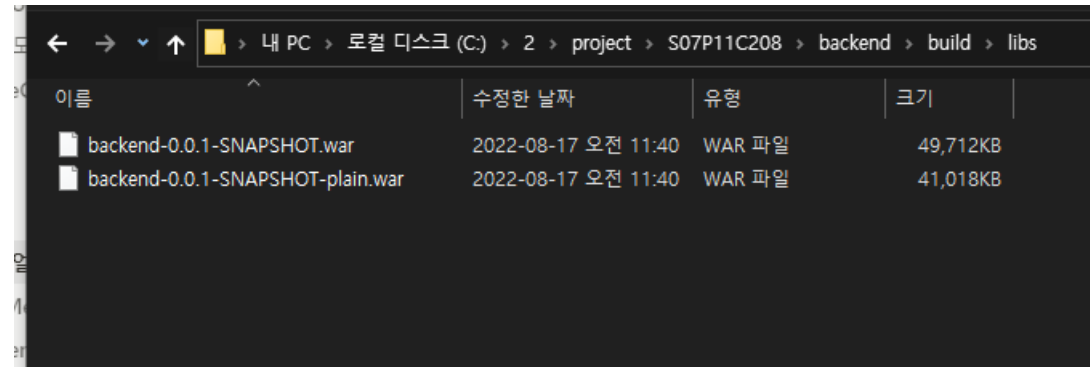 내 PC > 로컬 디스크 (C:) > 2 > project > S07P11C208 > backend > build > libs
이름 수정한 날짜 유형 크기
backend-0.0.1-SNAPSHOT.war 2022-08-17 오전 11:40 WAR 파일 49,712KB
backend-0.0.1-SNAPSHOT-plain.war 2022-08-17 오전 11:40 WAR 파일 41,018KB